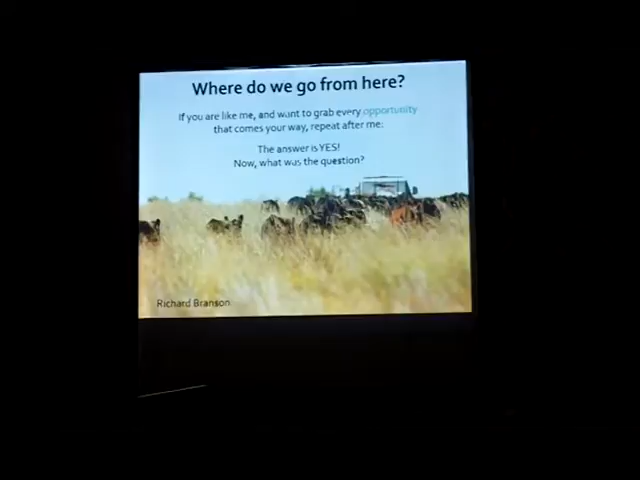 Where do we go from here?
If you are like me, and want to grab every opportunity
that comes your way, repeat after me:
The answer is YES!
Now, what was the question?
Richard Branson